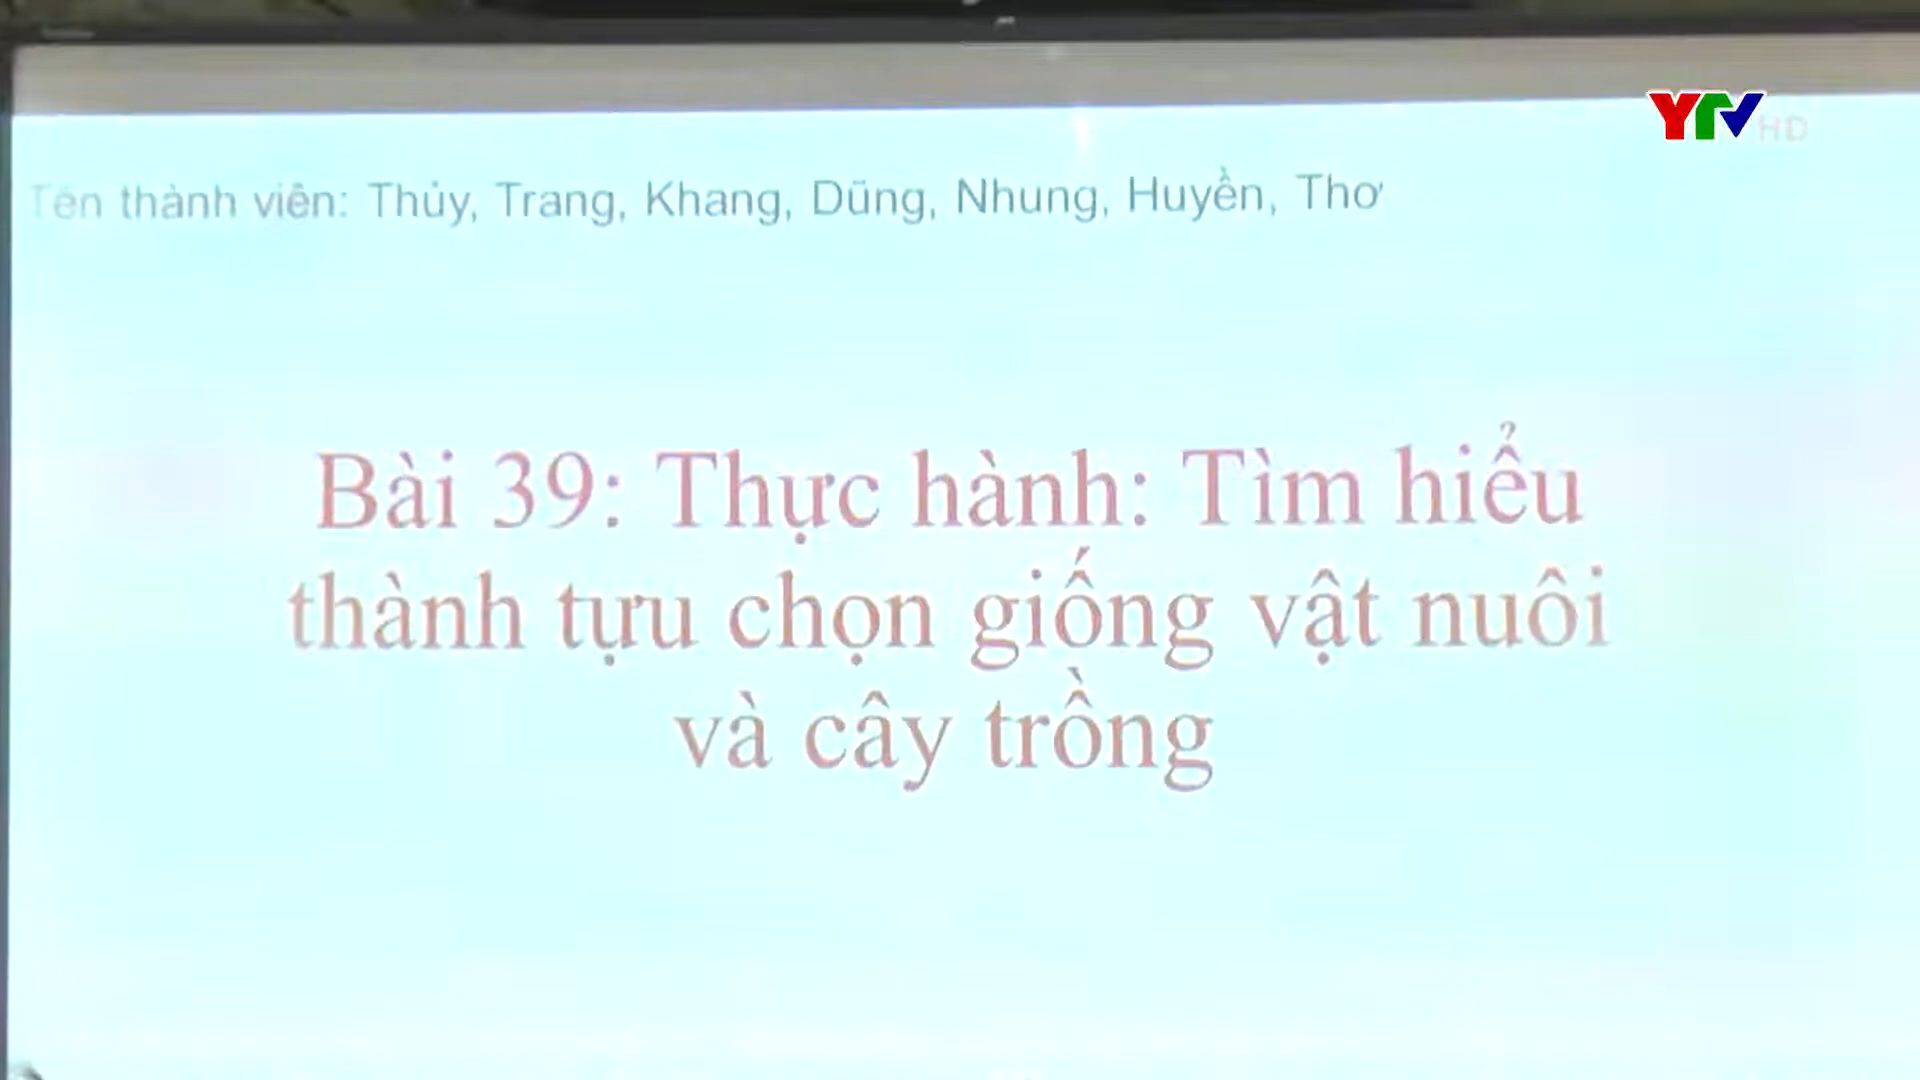 YTV HD
Tên thành viên: Thủy, Trang, Khang, Dũng, Nhung, Huyền, Thơ
Bài 39: Thực hành: Tìm hiểu
thành tựu chọn giống vật nuôi
và cây trồng